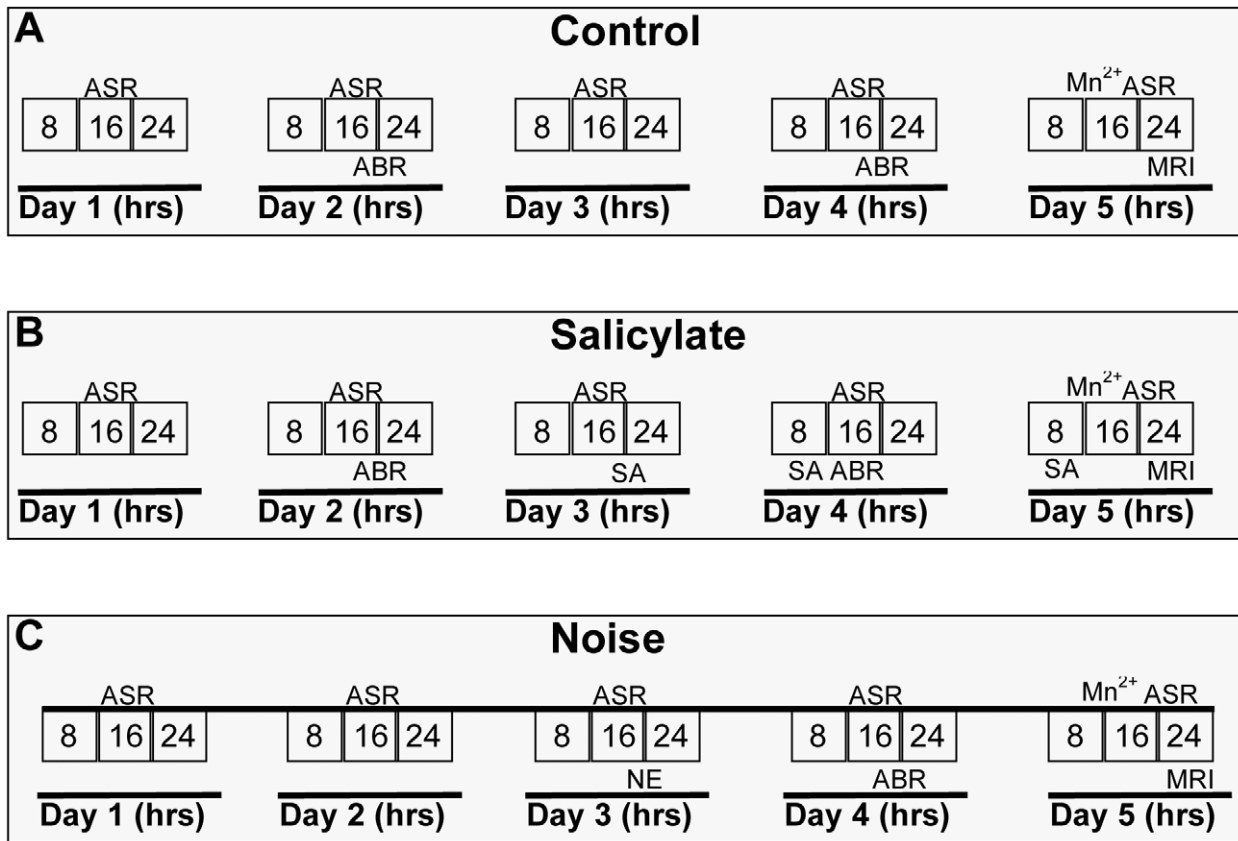 A Control
ASR ASR ASR ASR Mn²⁺ ASR
8 16 24 8 16 24 8 16 24 8 16 24 8 16 24
ABR ABR MRI
Day 1 (hrs) Day 2 (hrs) Day 3 (hrs) Day 4 (hrs) Day 5 (hrs)
B Salicylate
ASR ASR ASR ASR Mn²⁺ ASR
8 16 24 8 16 24 8 16 24 8 16 24 8 16 24
ABR SA SA ABR SA MRI
Day 1 (hrs) Day 2 (hrs) Day 3 (hrs) Day 4 (hrs) Day 5 (hrs)
C Noise
ASR ASR ASR ASR Mn²⁺ ASR
8 16 24 8 16 24 8 16 24 8 16 24 8 16 24
NE ABR MRI
Day 1 (hrs) Day 2 (hrs) Day 3 (hrs) Day 4 (hrs) Day 5 (hrs)